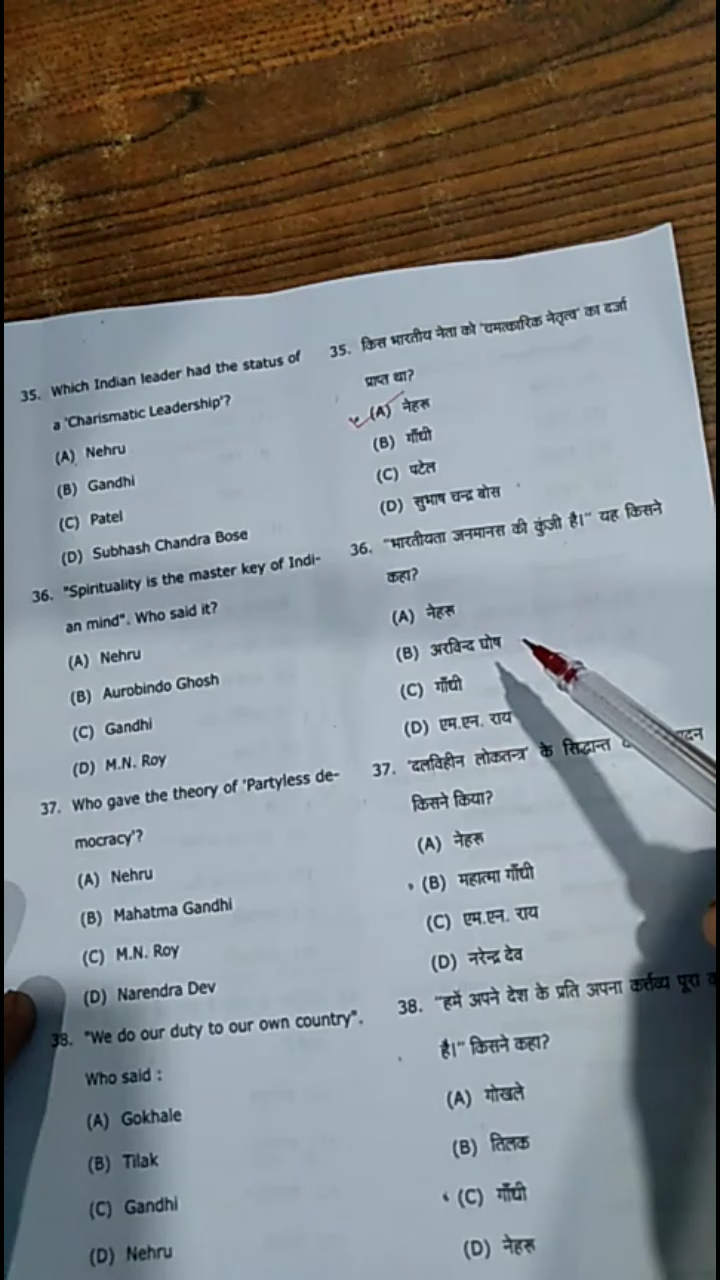 35. Which Indian leader had the status of
a 'Charismatic Leadership'?
(A) Nehru
(B) Gandhi
(C) Patel
(D) Subhash Chandra Bose
36. "Spirituality is the master key of Indi-
an mind". Who said it?
(A) Nehru
(B) Aurobindo Ghosh
(C) Gandhi
(D) M.N. Roy
37. Who gave the theory of 'Partyless de-
mocracy'?
(A) Nehru
(B) Mahatma Gandhi
(C) M.N. Roy
(D) Narendra Dev
38. "We do our duty to our own country".
Who said :
(A) Gokhale
(B) Tilak
(C) Gandhi
(D) Nehru
35. किस भारतीय नेता को 'चमत्कारिक नेतृत्व' का दर्जा
प्राप्त था?
(A) नेहरू
(B) गाँधी
(C) पटेल
(D) सुभाष चन्द्र बोस
36. "भारतीयता जनमानस की कुंजी है।" यह किसने
कहा?
(A) नेहरू
(B) अरविन्द घोष
(C) गाँधी
(D) एम.एन. राय
37. 'दलविहीन लोकतन्त्र' के सिद्धान्त
किसने किया?
(A) नेहरू
(B) महात्मा गाँधी
(C) एम.एन. राय
(D) नरेन्द्र देव
38. "हमें अपने देश के प्रति अपना कर्त्तव्य पूरा
है।" किसने कहा?
(A) गोखले
(B) तिलक
(C) गाँधी
(D) नेहरू